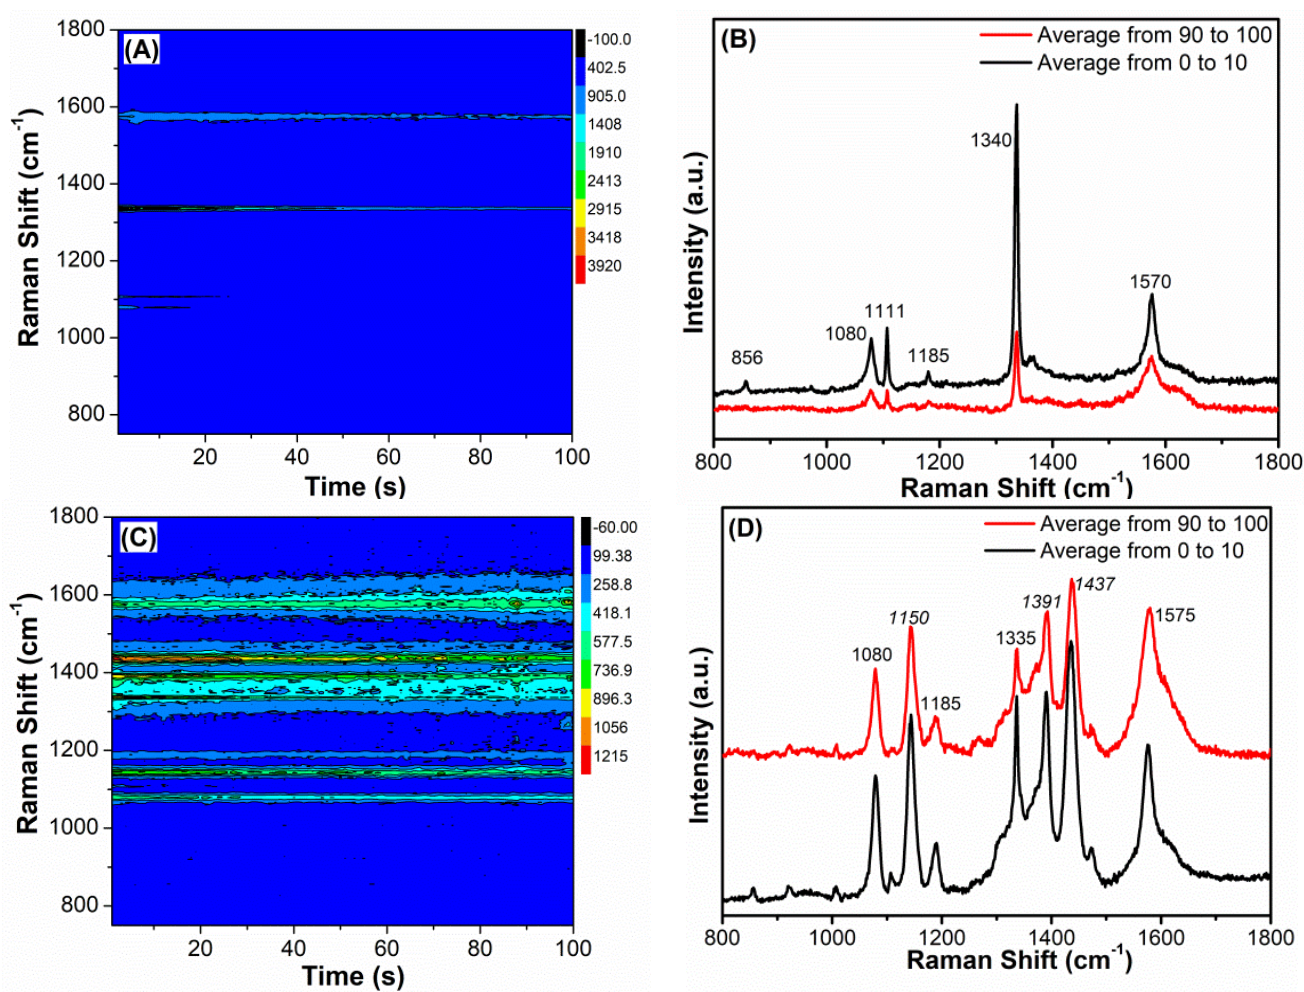 (A)
1800
1600
1400
1200
1000
800
Raman Shift (cm-1)
20 40 60 80 100
Time (s)
-100.0
402.5
905.0
1408
1910
2413
2915
3418
3920
(B)
Average from 90 to 100
Average from 0 to 10
1340
1570
1111
1080
1185
856
Intensity (a.u.)
800 1000 1200 1400 1600 1800
Raman Shift (cm-1)
(C)
1800
1600
1400
1200
1000
800
Raman Shift (cm-1)
20 40 60 80 100
Time (s)
-60.00
99.38
258.8
418.1
577.5
736.9
896.3
1056
1215
(D)
Average from 90 to 100
Average from 0 to 10
1437
1391
1150
1575
1335
1080
1185
Intensity (a.u.)
800 1000 1200 1400 1600 1800
Raman Shift (cm-1)